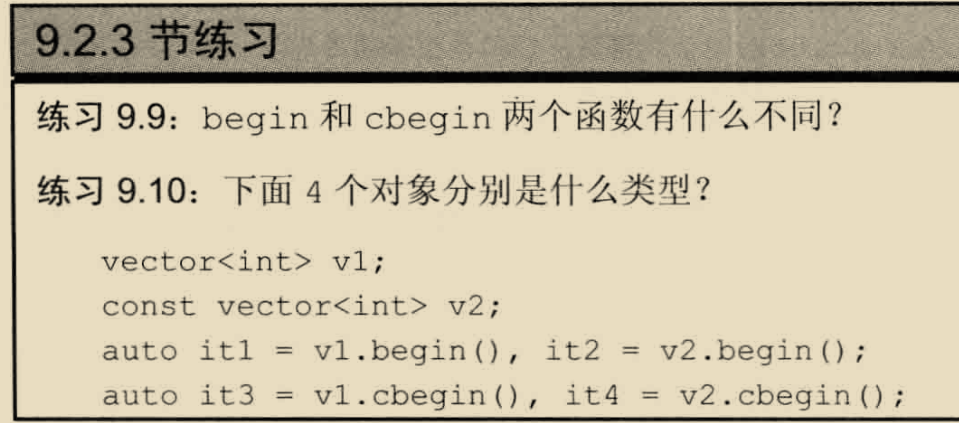 9.2.3 节练习
练习 9.9：begin 和 cbegin 两个函数有什么不同？
练习 9.10：下面 4 个对象分别是什么类型？
vector<int> v1;
const vector<int> v2;
auto it1 = v1.begin(), it2 = v2.begin();
auto it3 = v1.cbegin(), it4 = v2.cbegin();